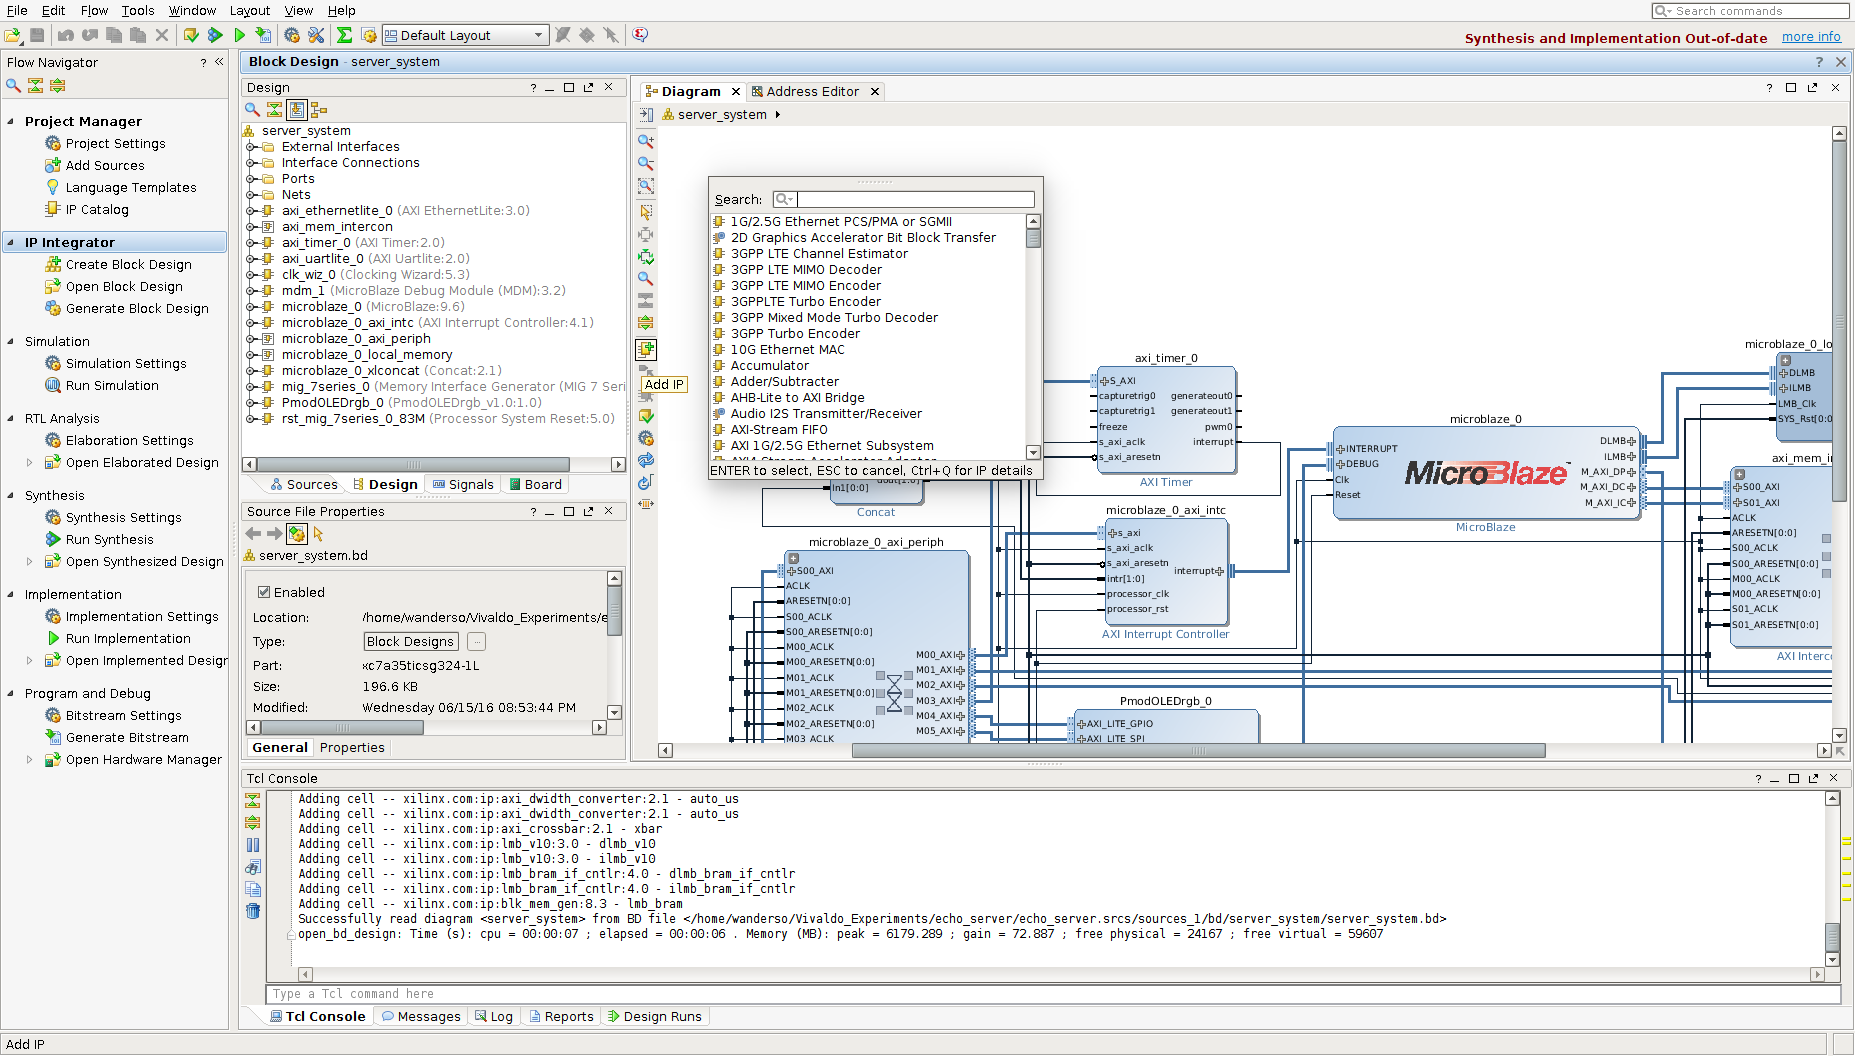 File Edit Flow Tools Window Layout View Help
Search commands
Default Layout
Synthesis and Implementation Out-of-date more info
Flow Navigator
Project Manager
Project Settings
Add Sources
Language Templates
IP Catalog
IP Integrator
Create Block Design
Open Block Design
Generate Block Design
Simulation
Simulation Settings
Run Simulation
RTL Analysis
Elaboration Settings
Open Elaborated Design
Synthesis
Synthesis Settings
Run Synthesis
Open Synthesized Design
Implementation
Implementation Settings
Run Implementation
Open Implemented Design
Program and Debug
Bitstream Settings
Generate Bitstream
Open Hardware Manager
Block Design - server_system
Design
server_system
External Interfaces
Interface Connections
Ports
Nets
axi_ethernetlite_0 (AXI EthernetLite:3.0)
axi_mem_intercon
axi_timer_0 (AXI Timer:2.0)
axi_uartlite_0 (AXI Uartlite:2.0)
clk_wiz_0 (Clocking Wizard:5.3)
mdm_1 (MicroBlaze Debug Module (MDM):3.2)
microblaze_0 (MicroBlaze:9.6)
microblaze_0_axi_intc (AXI Interrupt Controller:4.1)
microblaze_0_axi_periph
microblaze_0_local_memory
microblaze_0_xlconcat (Concat:2.1)
mig_7series_0 (Memory Interface Generator (MIG 7 Seri
PmodOLEDrgb_0 (PmodOLEDrgb_v1.0:1.0)
rst_mig_7series_0_83M (Processor System Reset:5.0)
Sources Design Signals Board
Source File Properties
server_system.bd
Enabled
Location: /home/wanderso/Vivaldo_Experiments/e
Type: Block Designs ...
Part: xc7a35ticsg324-1L
Size: 196.6 KB
Modified: Wednesday 06/15/16 08:53:44 PM
General Properties
Diagram Address Editor
server_system
Add IP
Search:
1G/2.5G Ethernet PCS/PMA or SGMII
2D Graphics Accelerator Bit Block Transfer
3GPP LTE Channel Estimator
3GPP LTE MIMO Decoder
3GPP LTE MIMO Encoder
3GPPLTE Turbo Encoder
3GPP Mixed Mode Turbo Decoder
3GPP Turbo Encoder
10G Ethernet MAC
Accumulator
Adder/Subtracter
AHB-Lite to AXI Bridge
Audio I2S Transmitter/Receiver
AXI-Stream FIFO
AXI 1G/2.5G Ethernet Subsystem
ENTER to select, ESC to cancel, Ctrl+Q for IP details
In1[0:0]
Concat
axi_timer_0
S_AXI
capturetrig0 generateout0
capturetrig1 generateout1
freeze pwm0
s_axi_aclk interrupt
s_axi_aresetn
AXI Timer
microblaze_0_axi_intc
s_axi
s_axi_aclk
s_axi_aresetn
intr[1:0] interrupt
processor_clk
processor_rst
AXI Interrupt Controller
microblaze_0
INTERRUPT
DEBUG
Clk
Reset
MicroBlaze
DLMB
ILMB
M_AXI_DP
M_AXI_DC
M_AXI_IC
MicroBlaze
microblaze_0_lo
DLMB
ILMB
LMB_Clk
SYS_Rst[0:0
axi_mem_i
S00_AXI
S01_AXI
ACLK
ARESETN[0:0]
S00_ACLK
S00_ARESETN[0:0]
M00_ACLK
M00_ARESETN[0:0]
S01_ACLK
S01_ARESETN[0:0]
AXI Interc
microblaze_0_axi_periph
S00_AXI
ACLK
ARESETN[0:0]
S00_ACLK
S00_ARESETN[0:0]
M00_ACLK
M00_ARESETN[0:0]
M01_ACLK
M01_ARESETN[0:0]
M02_ACLK
M02_ARESETN[0:0]
M03_ACLK
M00_AXI
M01_AXI
M02_AXI
M03_AXI
M04_AXI
M05_AXI
PmodOLEDrgb_0
AXI_LITE_GPIO
AXI_LITE_SPI
Tcl Console
Adding cell -- xilinx.com:ip:axi_dwidth_converter:2.1 - auto_us
Adding cell -- xilinx.com:ip:axi_dwidth_converter:2.1 - auto_us
Adding cell -- xilinx.com:ip:axi_crossbar:2.1 - xbar
Adding cell -- xilinx.com:ip:lmb_v10:3.0 - dlmb_v10
Adding cell -- xilinx.com:ip:lmb_v10:3.0 - ilmb_v10
Adding cell -- xilinx.com:ip:lmb_bram_if_cntlr:4.0 - dlmb_bram_if_cntlr
Adding cell -- xilinx.com:ip:lmb_bram_if_cntlr:4.0 - ilmb_bram_if_cntlr
Adding cell -- xilinx.com:ip:blk_mem_gen:8.3 - lmb_bram
Successfully read diagram <server_system> from BD file </home/wanderso/Vivaldo_Experiments/echo_server/echo_server.srcs/sources_1/bd/server_system/server_system.bd>
open_bd_design: Time (s): cpu = 00:00:07 ; elapsed = 00:00:06 . Memory (MB): peak = 6179.289 ; gain = 72.887 ; free physical = 24167 ; free virtual = 59607
Type a Tcl command here
Tcl Console Messages Log Reports Design Runs
Add IP